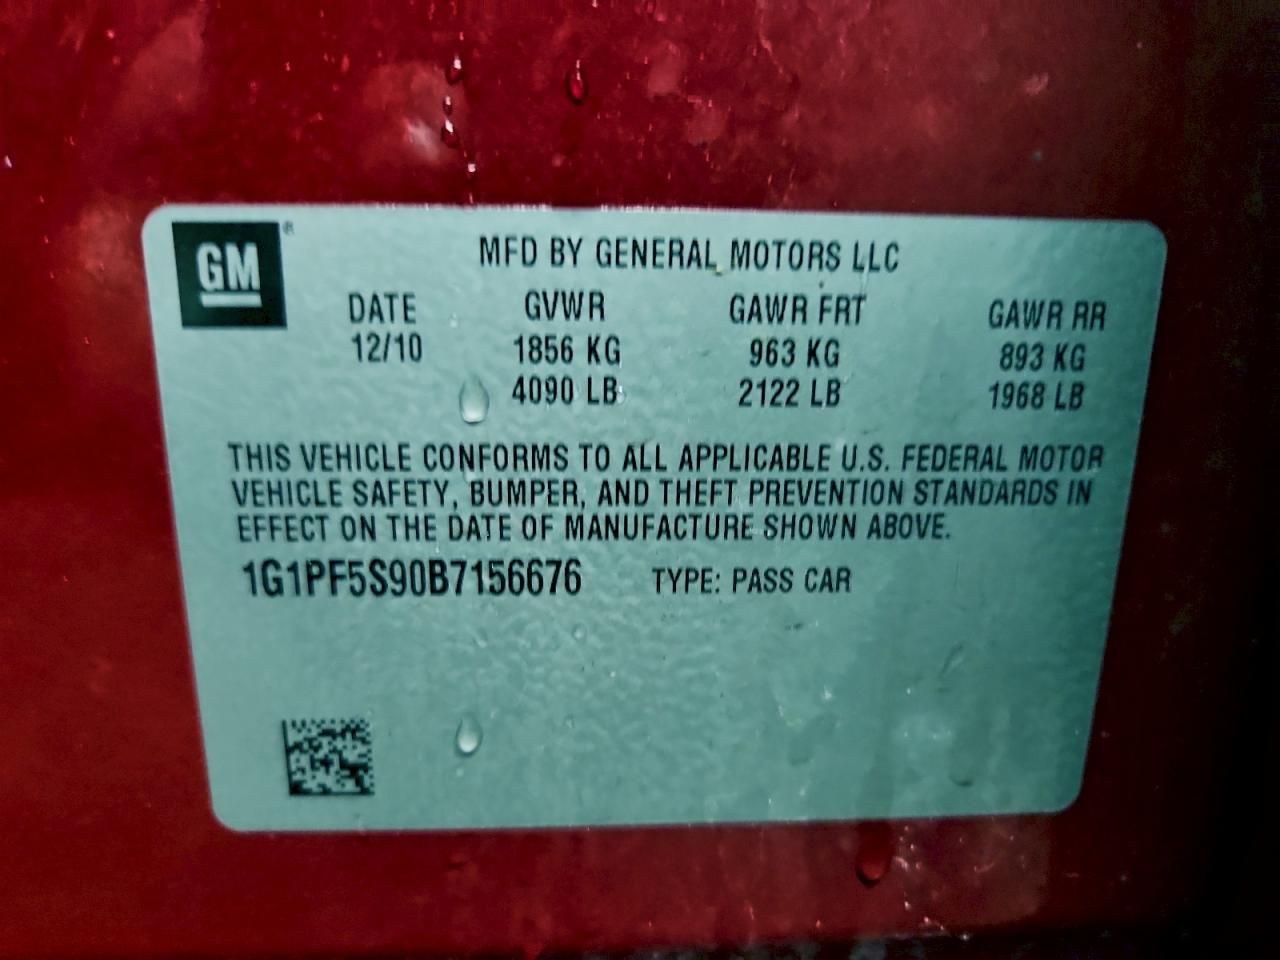 GM ®
MFD BY GENERAL MOTORS LLC
DATE GVWR GAWR FRT GAWR RR
12/10 1856 KG 963 KG 893 KG
4090 LB 2122 LB 1968 LB
THIS VEHICLE CONFORMS TO ALL APPLICABLE U.S. FEDERAL MOTOR
VEHICLE SAFETY, BUMPER, AND THEFT PREVENTION STANDARDS IN
EFFECT ON THE DATE OF MANUFACTURE SHOWN ABOVE.
1G1PF5S90B7156676 TYPE: PASS CAR